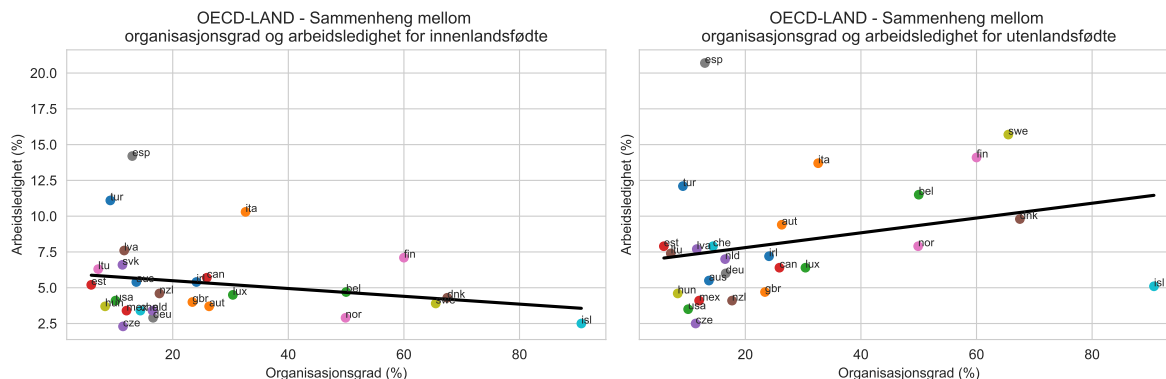 OECD-LAND - Sammenheng mellom
organisasjonsgrad og arbeidsledighet for innenlandsfødte
Arbeidsledighet (%)
20.0
17.5
15.0
12.5
10.0
7.5
5.0
2.5
esp
tur
ita
lva
fin
svk
ltu
can
est
aus
nzl
lux
bel
dnk
usa
gbr
swe
hun
aut
mex
nor
deu
cze
isl
20
40
60
80
Organisasjonsgrad (%)
OECD-LAND - Sammenheng mellom
organisasjonsgrad og arbeidsledighet for utenlandsfødte
Arbeidsledighet (%)
esp
swe
fin
ita
tur
bel
dnk
aut
est
lva
che
nor
ltu
irl
nld
deu
can
lux
aus
isl
hun
gbr
mex
nzl
usa
cze
20
40
60
80
Organisasjonsgrad (%)